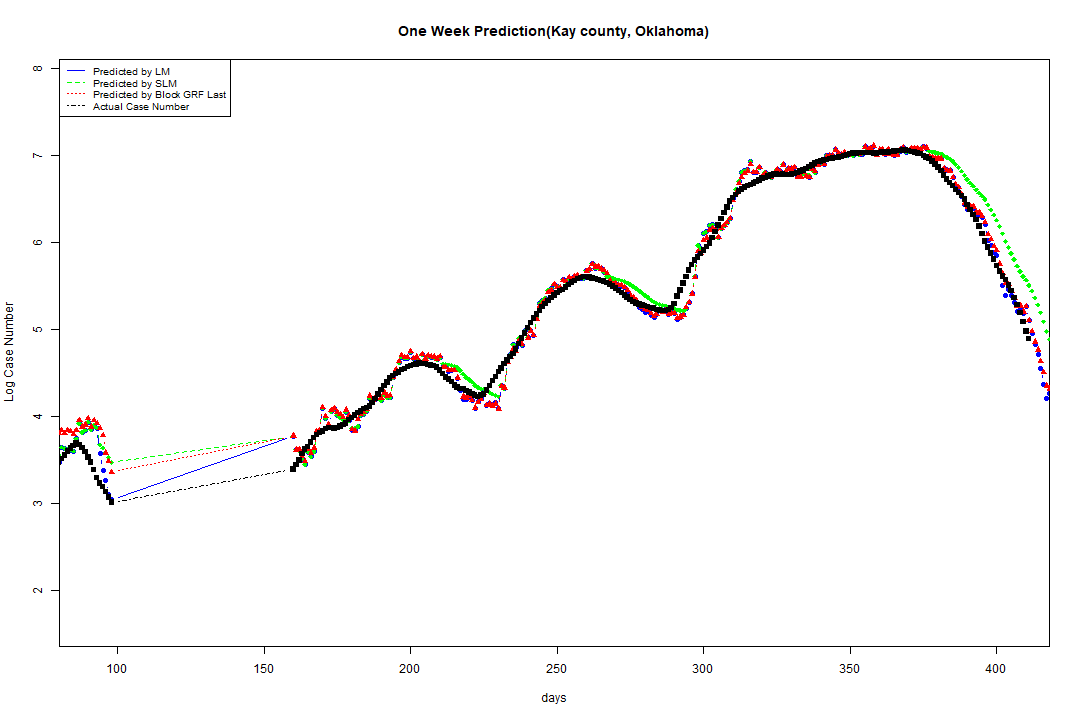 One Week Prediction(Kay county, Oklahoma)
Predicted by LM
Predicted by SLM
Predicted by Block GRF Last
Actual Case Number
Log Case Number
8
7
6
5
4
3
2
100 150 200 250 300 350 400
days